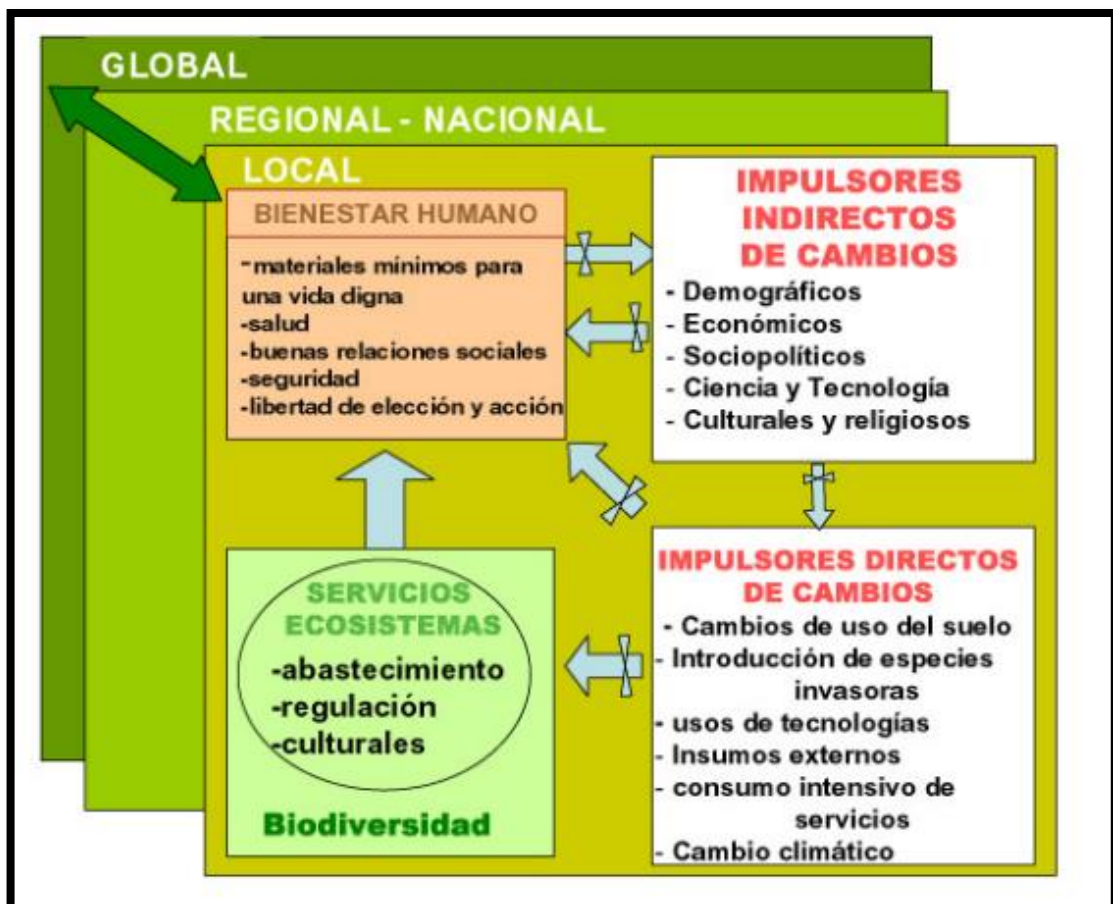 GLOBAL
REGIONAL - NACIONAL
LOCAL
BIENESTAR HUMANO
-materiales mínimos para
una vida digna
-salud
-buenas relaciones sociales
-seguridad
-libertad de elección y acción
IMPULSORES
INDIRECTOS
DE CAMBIOS
- Demográficos
- Económicos
- Sociopolíticos
- Ciencia y Tecnología
- Culturales y religiosos
SERVICIOS
ECOSISTEMAS
-abastecimiento
-regulación
-culturales
Biodiversidad
IMPULSORES DIRECTOS
DE CAMBIOS
- Cambios de uso del suelo
- Introducción de especies
invasoras
- usos de tecnologías
- Insumos externos
- consumo intensivo de
servicios
- Cambio climático